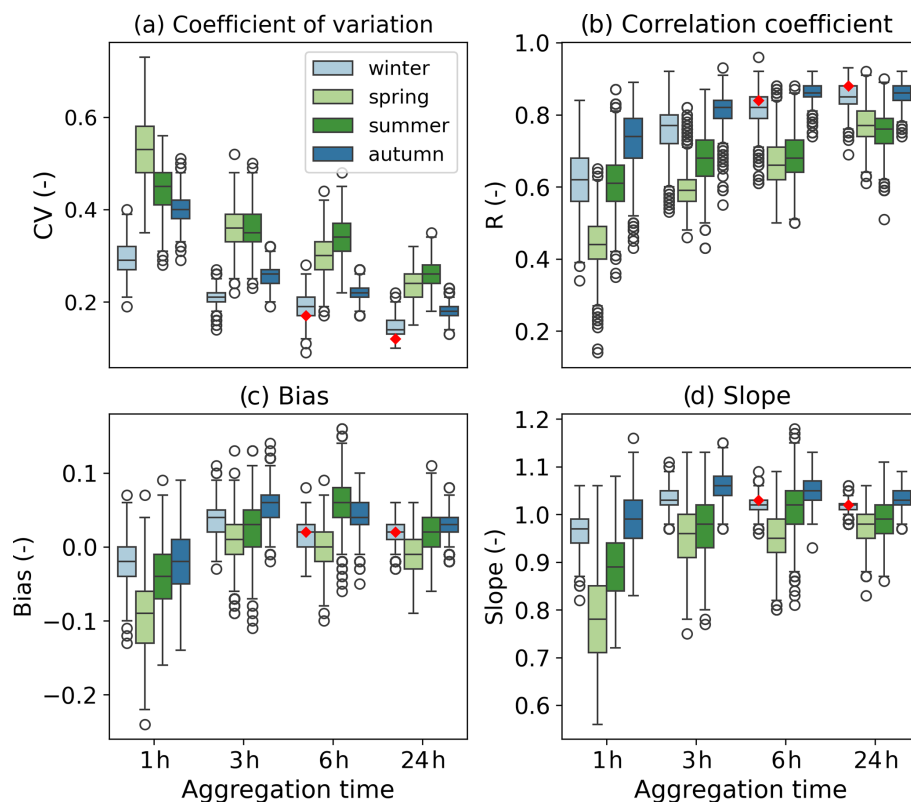 (a) Coefficient of variation
(b) Correlation coefficient
CV (-)
0.6
0.4
0.2
winter
spring
summer
autumn
R (-)
1.0
0.8
0.6
0.4
0.2
(c) Bias
(d) Slope
Bias (-)
0.1
0.0
−0.1
−0.2
1 h
3 h
6 h
24 h
Aggregation time
Slope (-)
1.2
1.1
1.0
0.9
0.8
0.7
0.6
1 h
3 h
6 h
24 h
Aggregation time